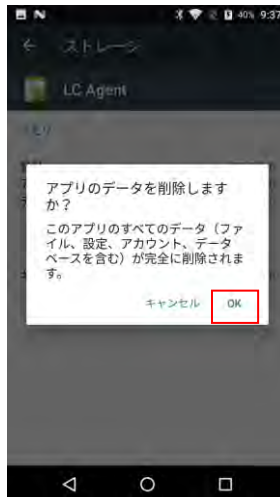 40% 9:37
ストレージ
LC Agent
アプリのデータを削除します
か？
このアプリのすべてのデータ（ファ
イル、設定、アカウント、データ
ベースを含む）が完全に削除されま
す。
キャンセル OK